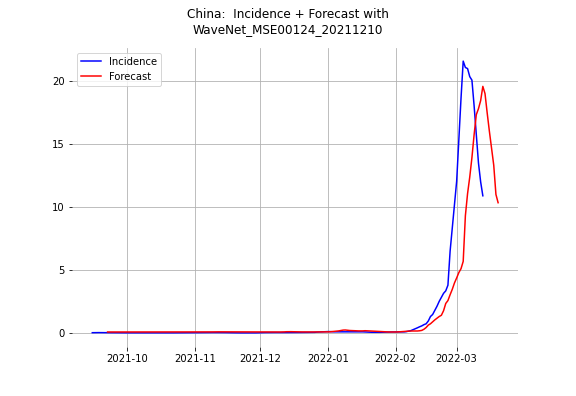 China:  Incidence + Forecast with
WaveNet_MSE00124_20211210
Incidence
Forecast
20
15
10
5
0
2021-10
2021-11
2021-12
2022-01
2022-02
2022-03